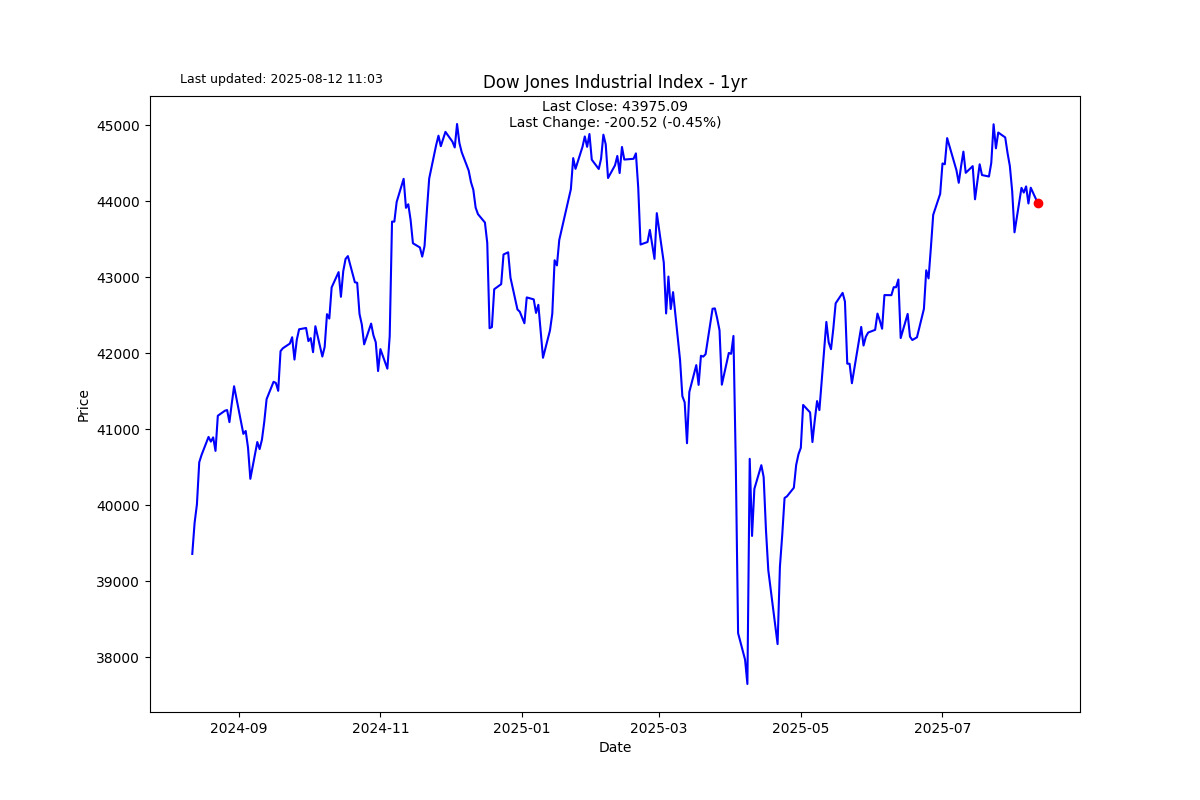 Last updated: 2025-08-12 11:03
Dow Jones Industrial Index - 1yr
Last Close: 43975.09
Last Change: -200.52 (-0.45%)
45000
44000
43000
42000
41000
40000
39000
38000
Price
2024-09
2024-11
2025-01
2025-03
2025-05
2025-07
Date